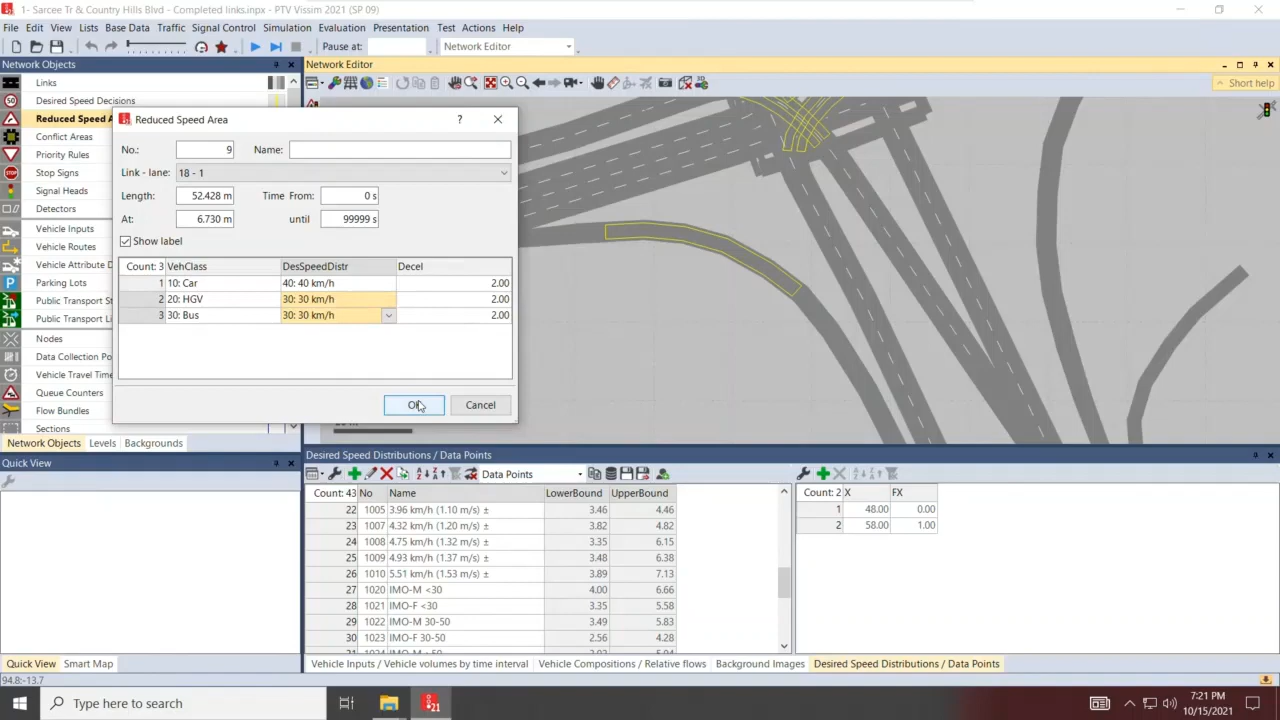 1- Sarcee Tr & Country Hills Blvd - Completed links.inpx - PTV Vissim 2021 (SP 09)
File Edit View Lists Base Data Traffic Signal Control Simulation Evaluation Presentation Test Actions Help
Pause at: Network Editor
Network Objects
Network Editor
Short help
Links
Desired Speed Decisions
Reduced Speed A
Conflict Areas
Priority Rules
Stop Signs
Signal Heads
Detectors
Vehicle Inputs
Vehicle Routes
Vehicle Attribute D
Parking Lots
Public Transport St
Public Transport Li
Nodes
Data Collection Po
Vehicle Travel Time
Queue Counters
Flow Bundles
Sections
Network Objects Levels Backgrounds
Reduced Speed Area
No.: 9 Name:
Link - lane: 18 - 1
Length: 52.428 m Time From: 0 s
At: 6.730 m until 99999 s
Show label
Count: 3 VehClass DesSpeedDistr Decel
1 10: Car 40: 40 km/h 2.00
2 20: HGV 30: 30 km/h 2.00
3 30: Bus 30: 30 km/h 2.00
OK Cancel
Quick View
Desired Speed Distributions / Data Points
Data Points
Count: 43 No Name LowerBound UpperBound
22 1005 3.96 km/h (1.10 m/s) ± 3.46 4.46
23 1007 4.32 km/h (1.20 m/s) ± 3.82 4.82
24 1008 4.75 km/h (1.32 m/s) ± 3.35 6.15
25 1009 4.93 km/h (1.37 m/s) ± 3.48 6.38
26 1010 5.51 km/h (1.53 m/s) ± 3.89 7.13
27 1020 IMO-M <30 4.00 6.66
28 1021 IMO-F <30 3.35 5.58
29 1022 IMO-M 30-50 3.49 5.83
30 1023 IMO-F 30-50 2.56 4.28
Count: 2 X FX
1 48.00 0.00
2 58.00 1.00
Quick View Smart Map
Vehicle Inputs / Vehicle volumes by time interval Vehicle Compositions / Relative flows Background Images Desired Speed Distributions / Data Points
94.8:-13.7
Type here to search
21
7:21 PM
10/15/2021